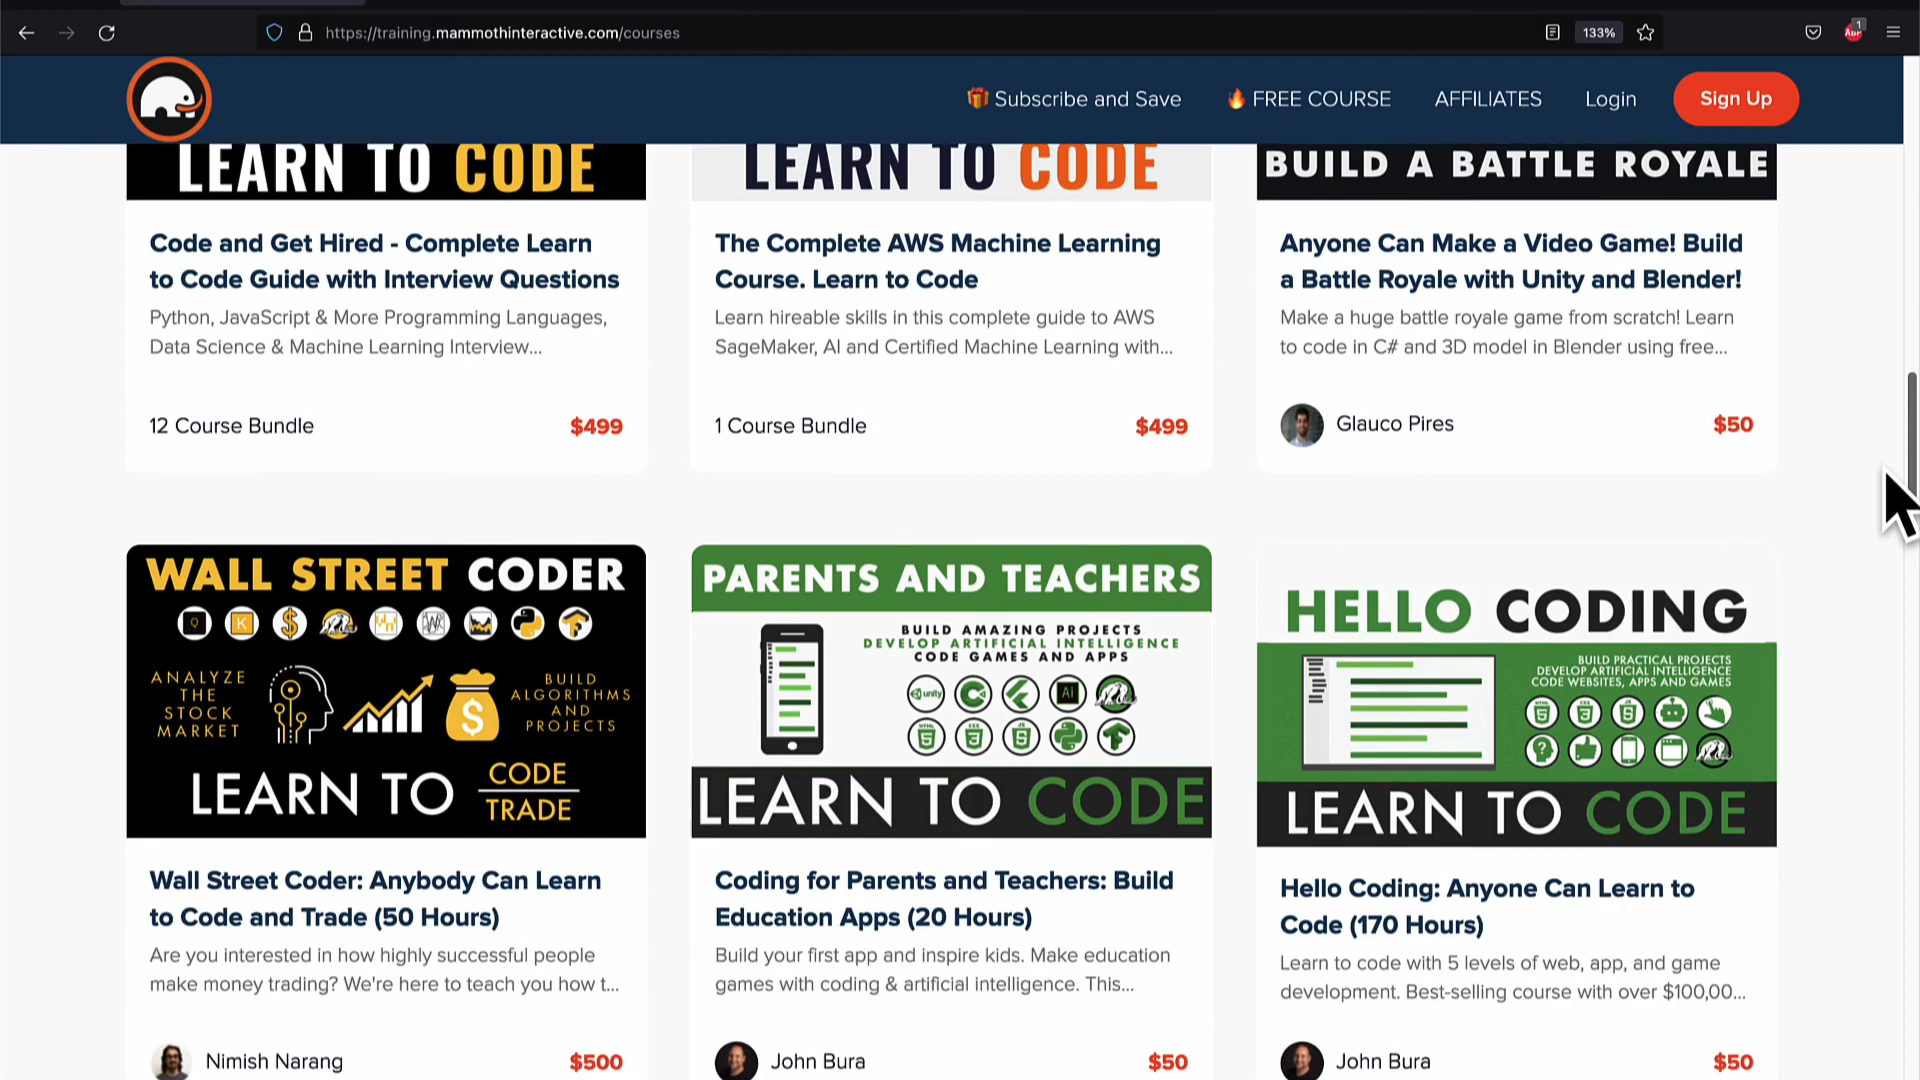 https://training.mammothinteractive.com/courses
133%
1
ABP
🎁 Subscribe and Save
🔥 FREE COURSE
AFFILIATES
Login
Sign Up
LEARN TO CODE
LEARN TO CODE
BUILD A BATTLE ROYALE
Code and Get Hired - Complete Learn
to Code Guide with Interview Questions
Python, JavaScript & More Programming Languages,
Data Science & Machine Learning Interview...
12 Course Bundle
$499
The Complete AWS Machine Learning
Course. Learn to Code
Learn hireable skills in this complete guide to AWS
SageMaker, AI and Certified Machine Learning with...
1 Course Bundle
$499
Anyone Can Make a Video Game! Build
a Battle Royale with Unity and Blender!
Make a huge battle royale game from scratch! Learn
to code in C# and 3D model in Blender using free...
Glauco Pires
$50
WALL STREET CODER
ANALYZE
THE
STOCK
MARKET
BUILD
ALGORITHMS
AND
PROJECTS
LEARN TO
CODE
TRADE
PARENTS AND TEACHERS
BUILD AMAZING PROJECTS
DEVELOP ARTIFICIAL INTELLIGENCE
CODE GAMES AND APPS
unity
Ai
LEARN TO CODE
HELLO CODING
BUILD PRACTICAL PROJECTS
DEVELOP ARTIFICIAL INTELLIGENCE
CODE WEBSITES, APPS AND GAMES
LEARN TO CODE
Wall Street Coder: Anybody Can Learn
to Code and Trade (50 Hours)
Are you interested in how highly successful people
make money trading? We're here to teach you how t...
Nimish Narang
$500
Coding for Parents and Teachers: Build
Education Apps (20 Hours)
Build your first app and inspire kids. Make education
games with coding & artificial intelligence. This...
John Bura
$50
Hello Coding: Anyone Can Learn to
Code (170 Hours)
Learn to code with 5 levels of web, app, and game
development. Best-selling course with over $100,00...
John Bura
$50